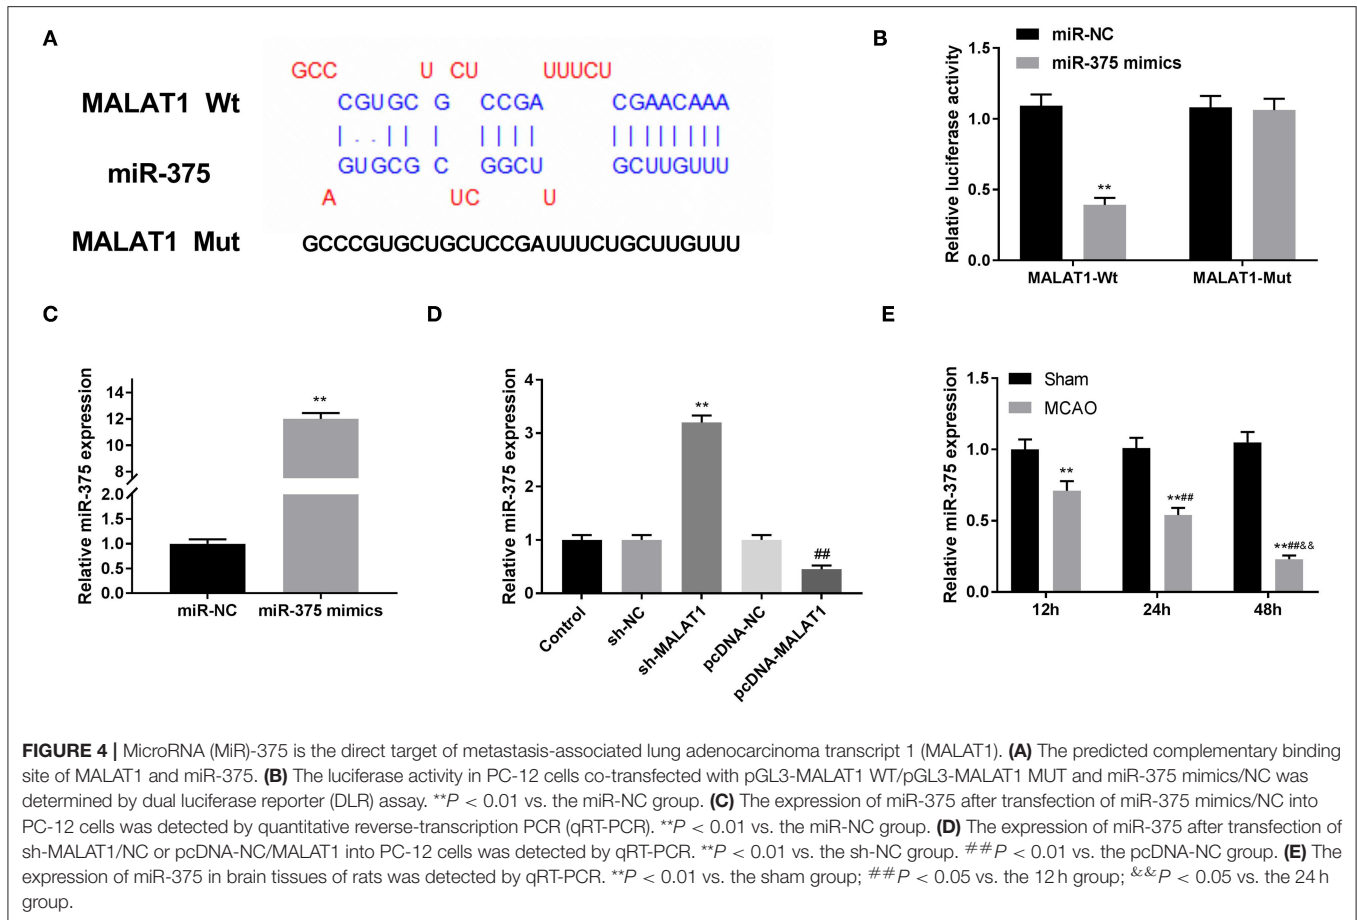 A
GCC U CU UUUCU
MALAT1 Wt CGUGC G CCGA CGAACAAA
|..|| | |||| ||||||||
miR-375 GUGCG C GGCU GCUUGUUU
A UC U
MALAT1 Mut GCCCGUGCUGCUCCGAUUUCUGCUUGUUU
B
miR-NC
miR-375 mimics
Relative luciferase activity
1.5
1.0
0.5
0.0
**
MALAT1-Wt MALAT1-Mut
C
Relative miR-375 expression
14
12
10
8
2.0
1.5
1.0
0.5
0.0
**
miR-NC miR-375 mimics
D
Relative miR-375 expression
4
3
2
1
0
**
##
Control sh-NC sh-MALAT1 pcDNA-NC pcDNA-MALAT1
E
Sham
MCAO
Relative miR-375 expression
1.5
1.0
0.5
0.0
**
**##
**##&&
12h 24h 48h
FIGURE 4 | MicroRNA (MiR)-375 is the direct target of metastasis-associated lung adenocarcinoma transcript 1 (MALAT1). (A) The predicted complementary binding
site of MALAT1 and miR-375. (B) The luciferase activity in PC-12 cells co-transfected with pGL3-MALAT1 WT/pGL3-MALAT1 MUT and miR-375 mimics/NC was
determined by dual luciferase reporter (DLR) assay. **P < 0.01 vs. the miR-NC group. (C) The expression of miR-375 after transfection of miR-375 mimics/NC into
PC-12 cells was detected by quantitative reverse-transcription PCR (qRT-PCR). **P < 0.01 vs. the miR-NC group. (D) The expression of miR-375 after transfection of
sh-MALAT1/NC or pcDNA-NC/MALAT1 into PC-12 cells was detected by qRT-PCR. **P < 0.01 vs. the sh-NC group. ##P < 0.01 vs. the pcDNA-NC group. (E) The
expression of miR-375 in brain tissues of rats was detected by qRT-PCR. **P < 0.01 vs. the sham group; ##P < 0.05 vs. the 12 h group; &&P < 0.05 vs. the 24 h
group.